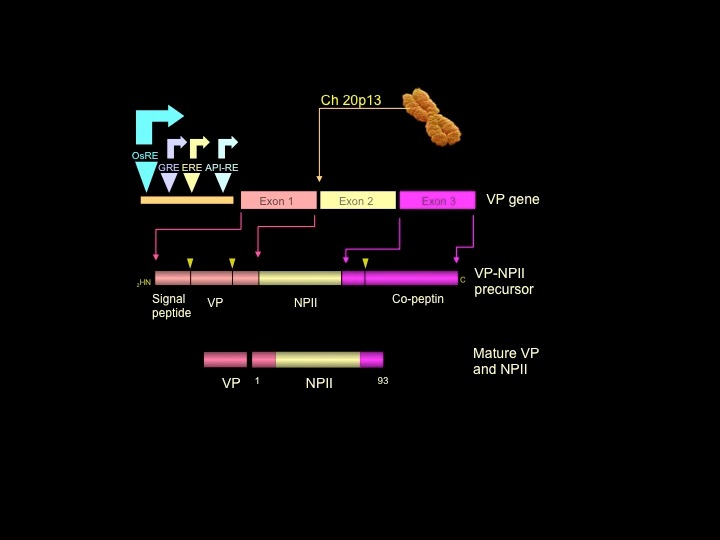 Ch 20p13
OsRE
GRE ERE API-RE
Exon 1 Exon 2 Exon 3 VP gene
₂HN C VP-NPII
precursor
Signal
peptide
VP NPII Co-peptin
Mature VP
and NPII
VP 1 NPII 93